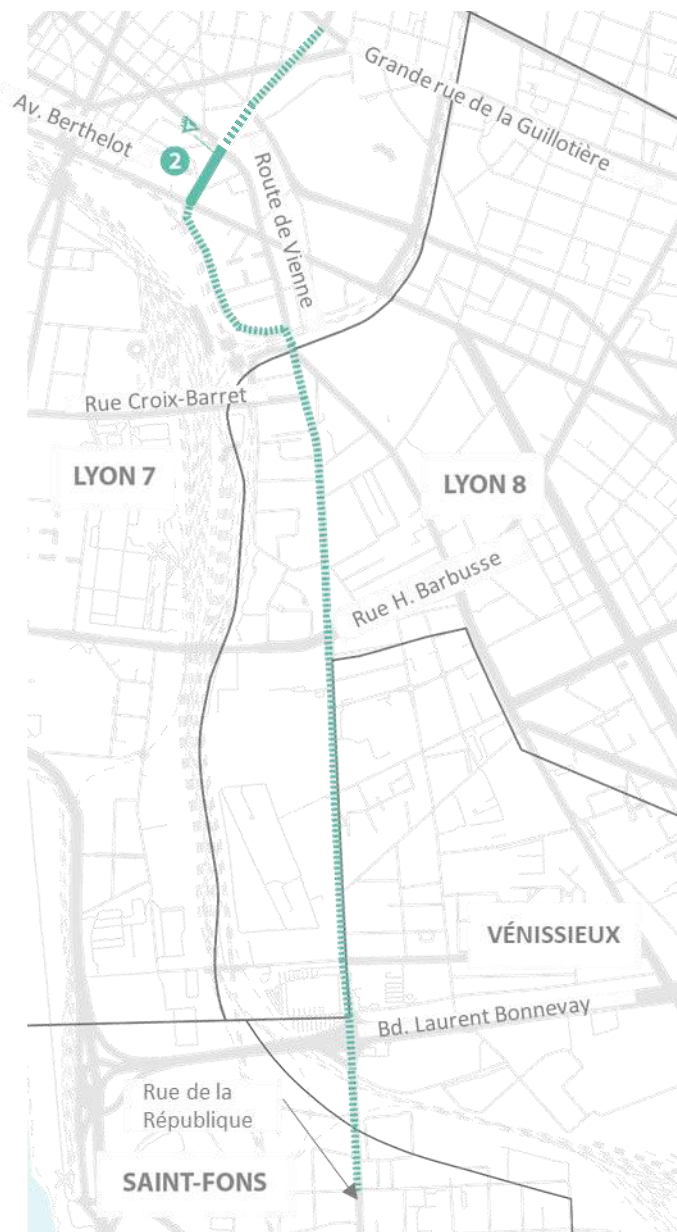 Grande rue de la Guillotière
Av. Berthelot
2
Route de Vienne
Rue Croix-Barret
LYON 7
LYON 8
Rue H. Barbusse
VÉNISSIEUX
Bd. Laurent Bonnevay
Rue de la
République
SAINT-FONS